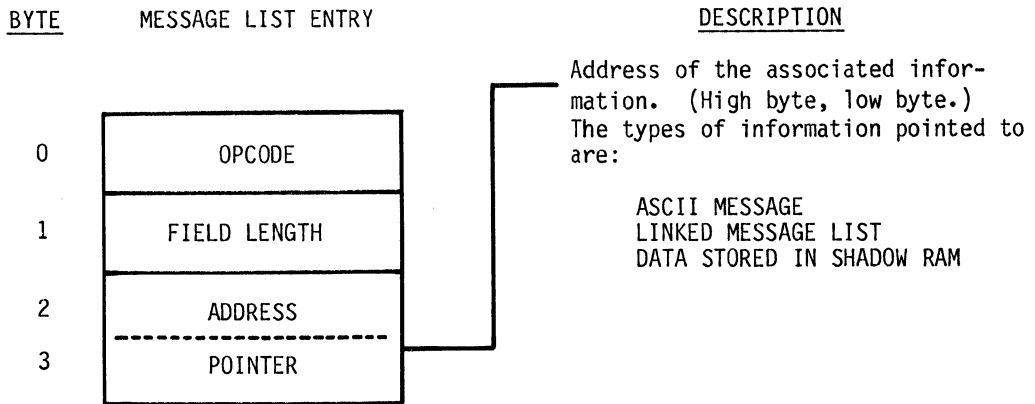 BYTE MESSAGE LIST ENTRY DESCRIPTION
Address of the associated infor-
mation. (High byte, low byte.)
The types of information pointed to
are:
ASCII MESSAGE
LINKED MESSAGE LIST
DATA STORED IN SHADOW RAM
0 OPCODE
1 FIELD LENGTH
2 ADDRESS
3 POINTER